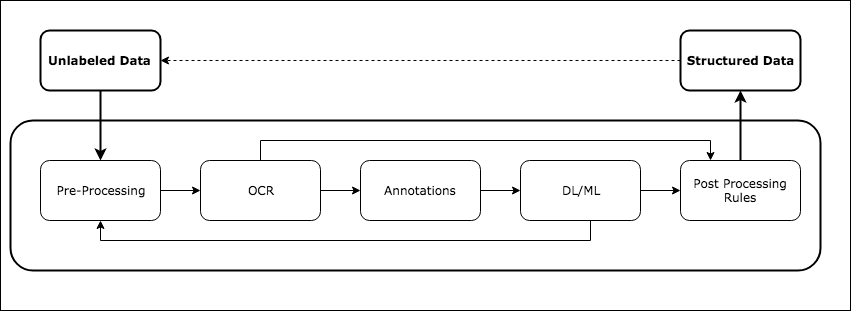 Unlabeled Data
Structured Data
Pre-Processing
OCR
Annotations
DL/ML
Post Processing
Rules